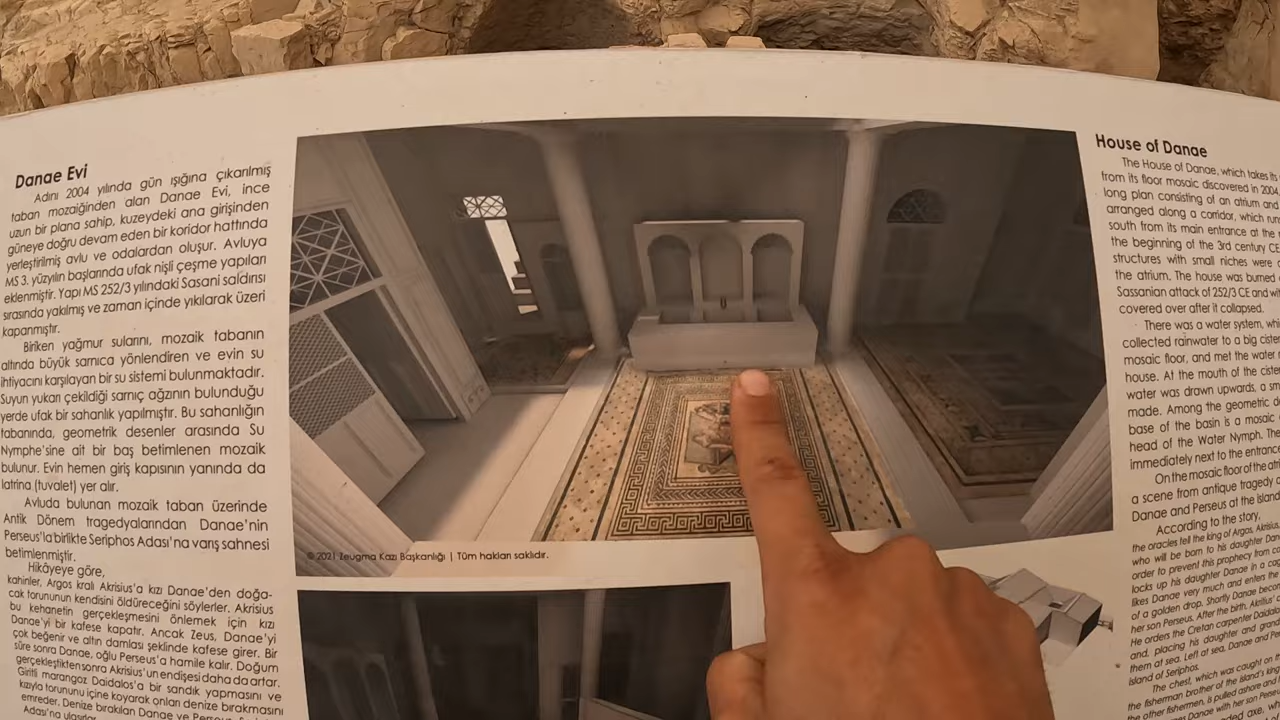 Danae Evi
Adını 2004 yılında gün ışığına çıkarılmış
taban mozaiğinden alan Danae Evi, ince
uzun bir plana sahip, kuzeydeki ana girişinden
güneye doğru devam eden bir koridor hattında
yerleştirilmiş avlu ve odalardan oluşur. Avluya
MS 3. yüzyılın başlarında ufak nişli çeşme yapıları
eklenmiştir. Yapı MS 252/3 yılındaki Sasani saldırısı
sırasında yakılmış ve zaman içinde yıkılarak üzeri
kapanmıştır.
Biriken yağmur sularını, mozaik tabanın
altında büyük sarnıca yönlendiren ve evin su
ihtiyacını karşılayan bir su sistemi bulunmaktadır.
Suyun yukarı çekildiği sarnıç ağzının bulunduğu
yerde ufak bir sahanlık yapılmıştır. Bu sahanlığın
tabanında, geometrik desenler arasında Su
Nymphe'sine ait bir baş betimlenen mozaik
bulunur. Evin hemen giriş kapısının yanında da
latrina (tuvalet) yer alır.
Avluda bulunan mozaik taban üzerinde
Antik Dönem tragedyalarından Danae'nin
Perseus'la birlikte Seriphos Adası'na varış sahnesi
betimlenmiştir.
Hikâyeye göre,
kahinler, Argos kralı Akrisius'a kızı Danae'den doğa-
cak torununun kendisini öldüreceğini söylerler. Akrisius
bu kehanetin gerçekleşmesini önlemek için kızı
Danae'yi bir kafese kapatır. Ancak Zeus, Danae'yi
çok beğenir ve altın damlası şeklinde kafese girer. Bir
süre sonra Danae, oğlu Perseus'a hamile kalır. Doğum
gerçekleştikten sonra Akrisius'un endişesi daha da artar.
Giritli marangoz Daidalos'a bir sandık yapmasını ve
kızıyla torununu içine koyarak onları denize bırakmasını
emreder. Denize bırakılan Danae ve
Adası'na ulaşırlar
© 2021 Zeugma Kazı Başkanlığı | Tüm hakları saklıdır.
House of Danae
The House of Danae, which takes its
from its floor mosaic discovered in 2004
long plan consisting of an atrium and
arranged along a corridor, which
south from its main entrance at the
the beginning of the 3rd century CE
structures with small niches were
the atrium. The house was burned
Sassanian attack of 252/3 CE and
covered over after it collapsed.
There was a water system,
collected rainwater to a big
mosaic floor, and met the water
house. At the mouth of the
water was drawn upwards, a
made. Among the geometric
base of the basin is a mosaic
head of the Water Nymph. The
immediately next to the
On the mosaic floor of the
a scene from antique tragedy
Danae and Perseus at the
According to the story,
the oracles tell the king of Argos,
who will be born to his daughter
order to prevent this prophecy from
lacks up his daughter Danae in a
likes Danae very much and enters the
of a golden drop. Shortly Danae
her son Perseus. After the birth,
He orders the Cretan carpenter
and, placing his daughter and
them at sea. Left at sea, Danae and
island of Seriphos.
The chest, which was caught on
the fisherman brother of the island's
the other fishermen, is pulled ashore and
Danae with her son
axe,